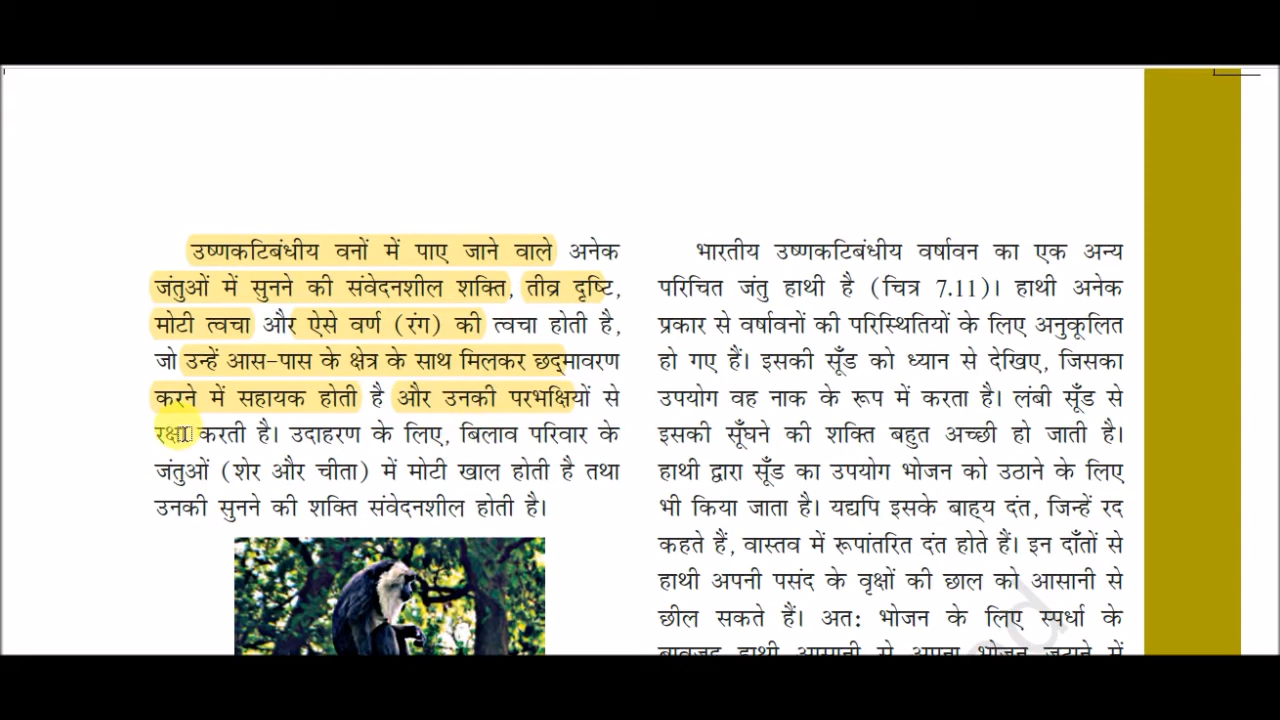 उष्णकटिबंधीय वनों में पाए जाने वाले अनेक
जंतुओं में सुनने की संवेदनशील शक्ति, तीव्र दृष्टि,
मोटी त्वचा और ऐसे वर्ण (रंग) की त्वचा होती है,
जो उन्हें आस-पास के क्षेत्र के साथ मिलकर छद्मावरण
करने में सहायक होती है और उनकी परभक्षियों से
रक्षा करती है। उदाहरण के लिए, बिलाव परिवार के
जंतुओं (शेर और चीता) में मोटी खाल होती है तथा
उनकी सुनने की शक्ति संवेदनशील होती है।
भारतीय उष्णकटिबंधीय वर्षावन का एक अन्य
परिचित जंतु हाथी है (चित्र 7.11)। हाथी अनेक
प्रकार से वर्षावनों की परिस्थितियों के लिए अनुकूलित
हो गए हैं। इसकी सूँड को ध्यान से देखिए, जिसका
उपयोग वह नाक के रूप में करता है। लंबी सूँड से
इसकी सूँघने की शक्ति बहुत अच्छी हो जाती है।
हाथी द्वारा सूँड का उपयोग भोजन को उठाने के लिए
भी किया जाता है। यद्यपि इसके बाह्य दंत, जिन्हें रद
कहते हैं, वास्तव में रूपांतरित दंत होते हैं। इन दाँतों से
हाथी अपनी पसंद के वृक्षों की छाल को आसानी से
छील सकते हैं। अतः भोजन के लिए स्पर्धा के
बावजूद हाथी आसानी से अपना भोजन जुटाने में